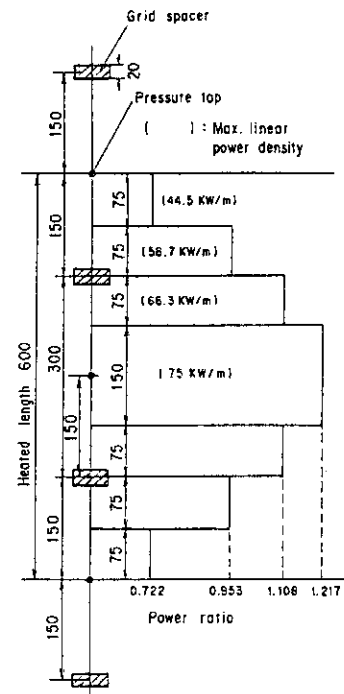 Grid spacer
20
150
Pressure top
( ) : Max. linear
power density
75
(44.5 KW/m)
150
75
(58.7 KW/m)
75
(66.3 KW/m)
Heated length 600
300
150
(75 KW/m)
150
75
75
150
75
0.722
0.953
1.108
1.217
Power ratio
150